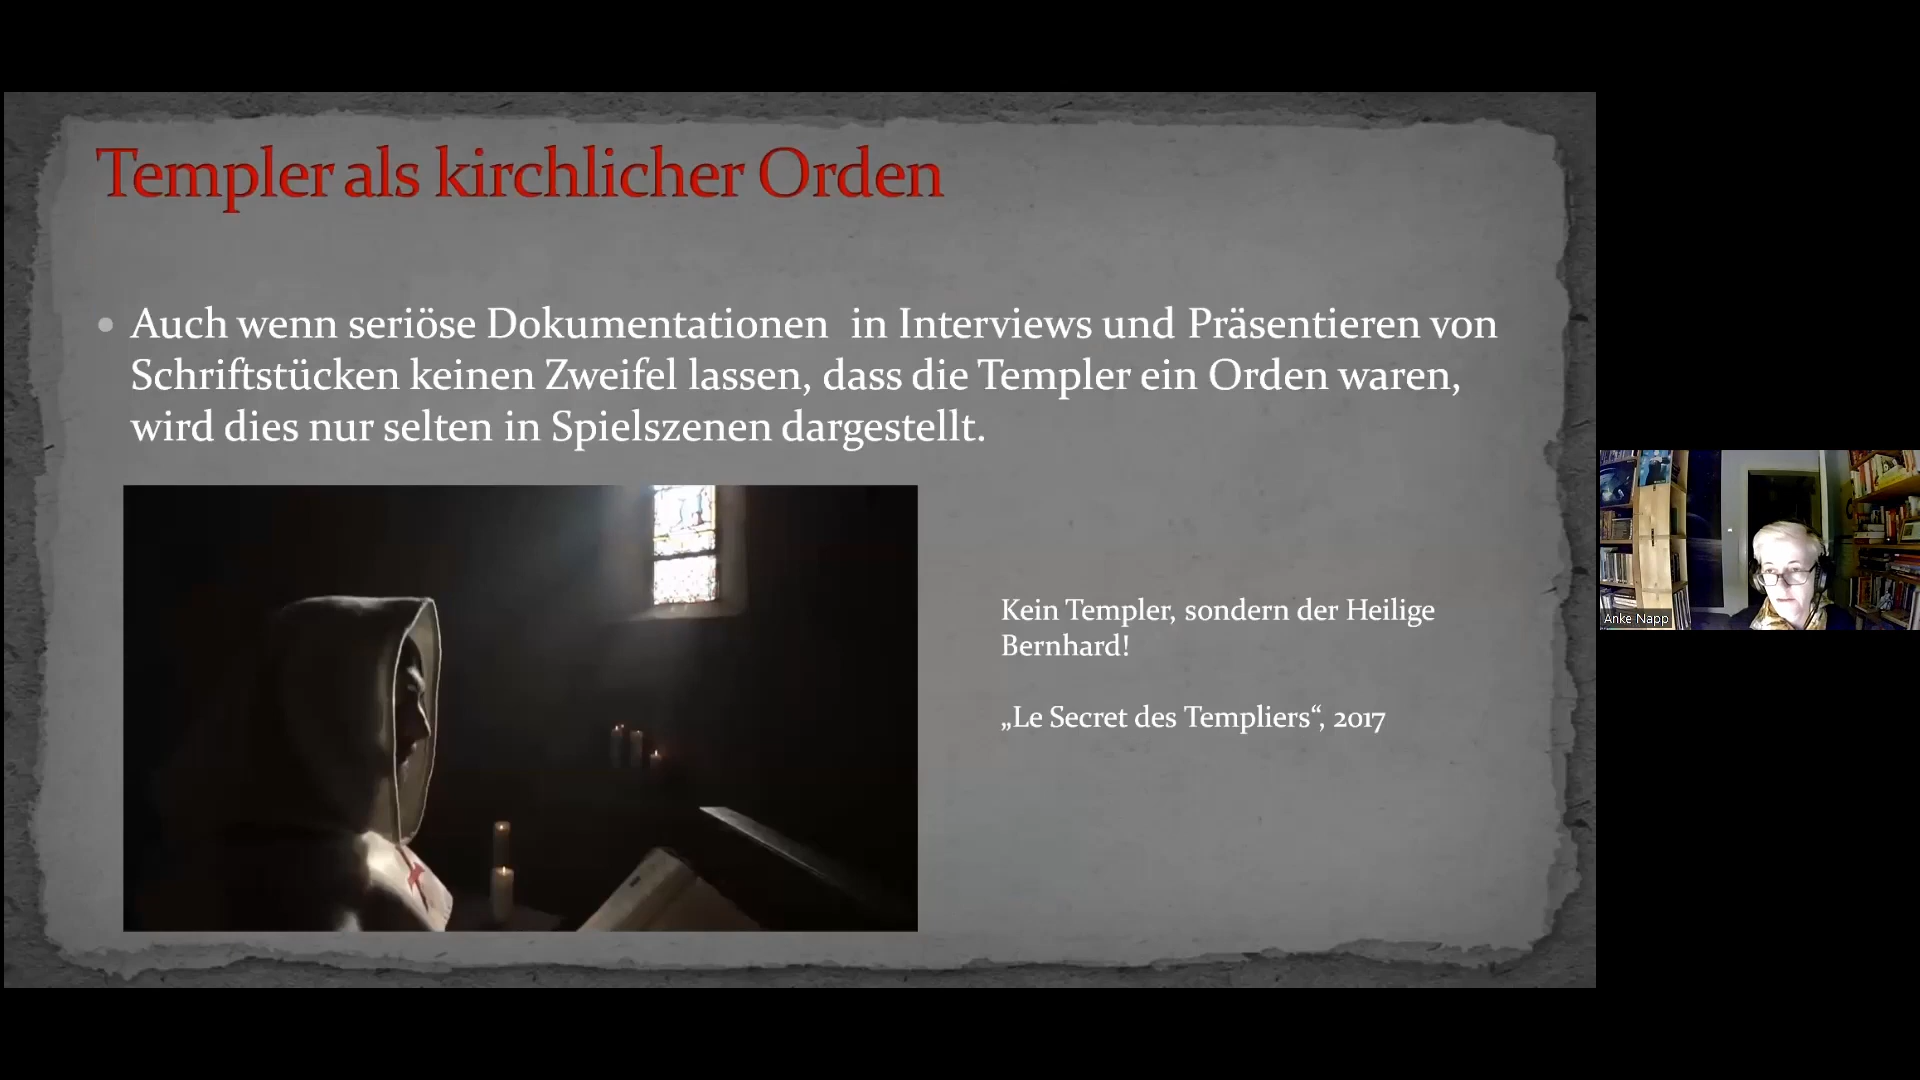 Templer als kirchlicher Orden
Auch wenn seriöse Dokumentationen in Interviews und Präsentieren von
Schriftstücken keinen Zweifel lassen, dass die Templer ein Orden waren,
wird dies nur selten in Spielszenen dargestellt.
Kein Templer, sondern der Heilige
Bernhard!
„Le Secret des Templiers“, 2017
Anke Napp